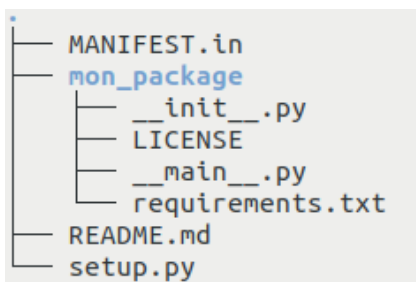 .
MANIFEST.in
mon_package
__init__.py
LICENSE
__main__.py
requirements.txt
README.md
setup.py